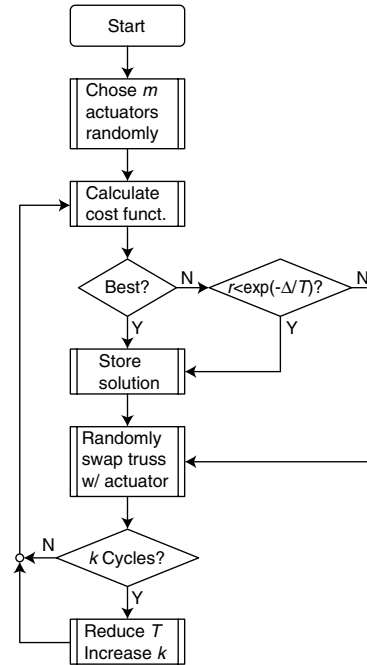 Start
Chose m
actuators
randomly
Calculate
cost funct.
Best?
N
r<exp(-Δ/T)?
N
Y
Y
Store
solution
Randomly
swap truss
w/ actuator
N
k Cycles?
Y
Reduce T
Increase k